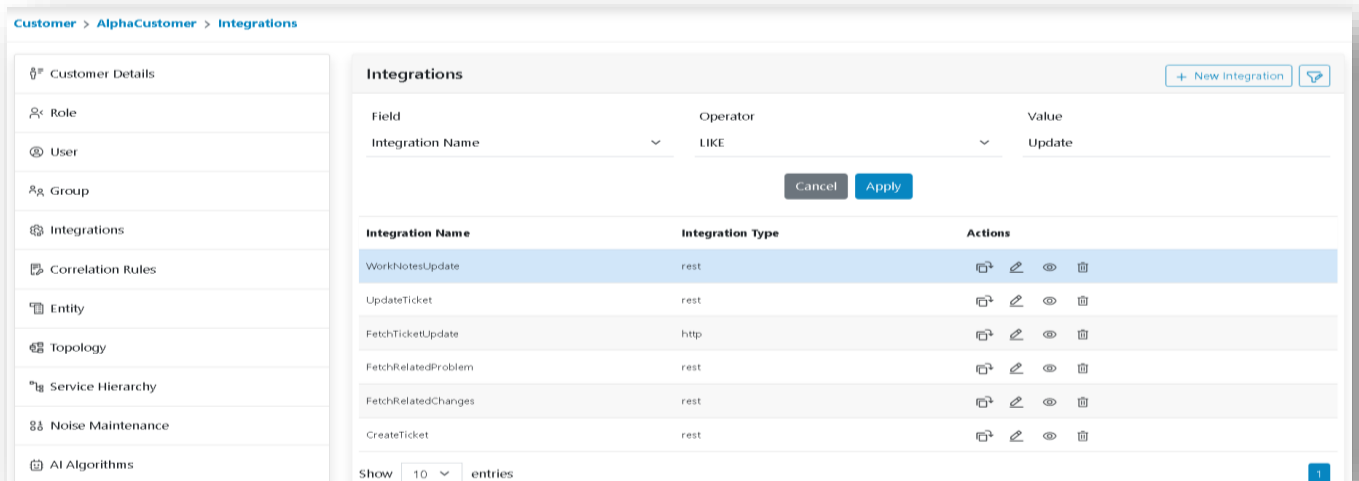 Customer > AlphaCustomer > Integrations
Customer Details
Role
User
Group
Integrations
Correlation Rules
Entity
Topology
Service Hierarchy
Noise Maintenance
AI Algorithms
Integrations
+ New Integration
Field Operator Value
Integration Name LIKE Update
Cancel Apply
Integration Name Integration Type Actions
WorkNotesUpdate rest
UpdateTicket rest
FetchTicketUpdate http
FetchRelatedProblem rest
FetchRelatedChanges rest
CreateTicket rest
Show 10 entries 1